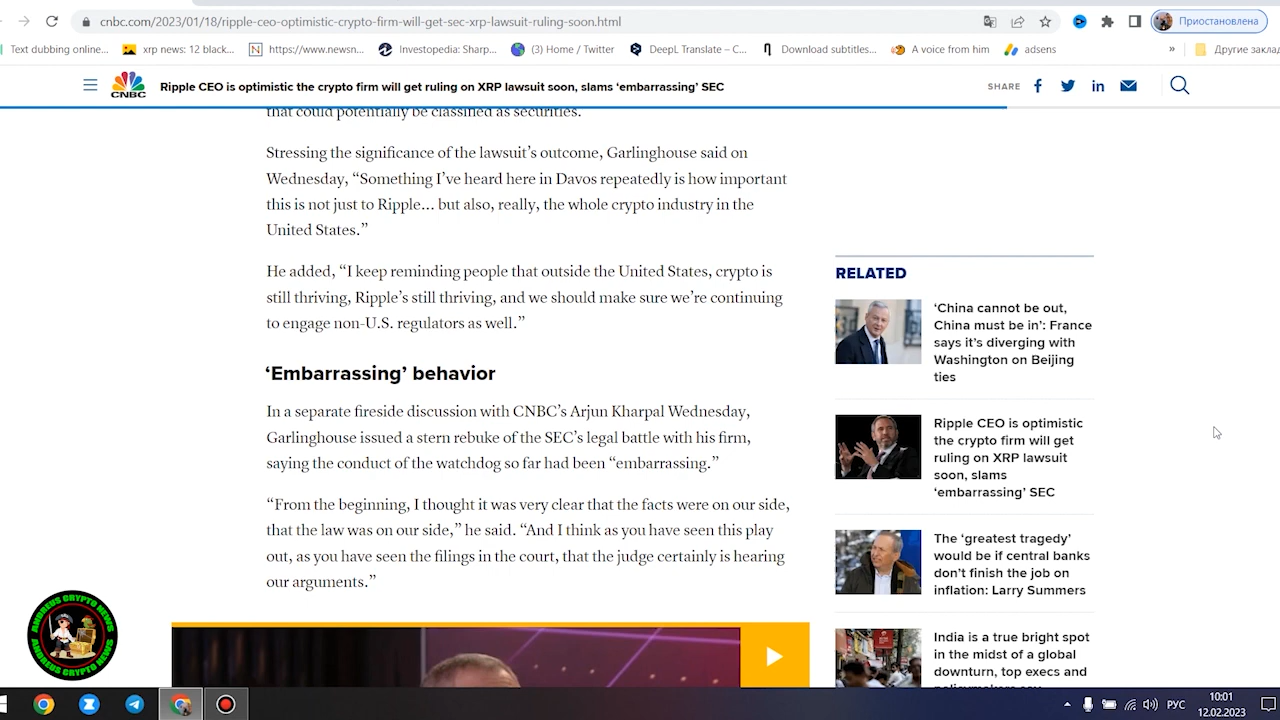 cnbc.com/2023/01/18/ripple-ceo-optimistic-crypto-firm-will-get-sec-xrp-lawsuit-ruling-soon.html
Приостановлена
Text dubbing online...
xrp news: 12 black...
https://www.newsn...
Investopedia: Sharp...
(3) Home / Twitter
DeepL Translate – C...
Download subtitles...
A voice from him
adsens
»
Другие закла
CNBC
Ripple CEO is optimistic the crypto firm will get ruling on XRP lawsuit soon, slams ‘embarrassing’ SEC
SHARE
that could potentially be classified as securities.
Stressing the significance of the lawsuit’s outcome, Garlinghouse said on
Wednesday, “Something I’ve heard here in Davos repeatedly is how important
this is not just to Ripple… but also, really, the whole crypto industry in the
United States.”
He added, “I keep reminding people that outside the United States, crypto is
still thriving, Ripple’s still thriving, and we should make sure we’re continuing
to engage non-U.S. regulators as well.”
‘Embarrassing’ behavior
In a separate fireside discussion with CNBC’s Arjun Kharpal Wednesday,
Garlinghouse issued a stern rebuke of the SEC’s legal battle with his firm,
saying the conduct of the watchdog so far had been “embarrassing.”
“From the beginning, I thought it was very clear that the facts were on our side,
that the law was on our side,” he said. “And I think as you have seen this play
out, as you have seen the filings in the court, that the judge certainly is hearing
our arguments.”
RELATED
‘China cannot be out,
China must be in’: France
says it’s diverging with
Washington on Beijing
ties
Ripple CEO is optimistic
the crypto firm will get
ruling on XRP lawsuit
soon, slams
‘embarrassing’ SEC
The ‘greatest tragedy’
would be if central banks
don’t finish the job on
inflation: Larry Summers
India is a true bright spot
in the midst of a global
downturn, top execs and
ANDREUS CRYPTO NEWS
ANDREUS CRYPTO NEWS
РУС
10:01
12.02.2023